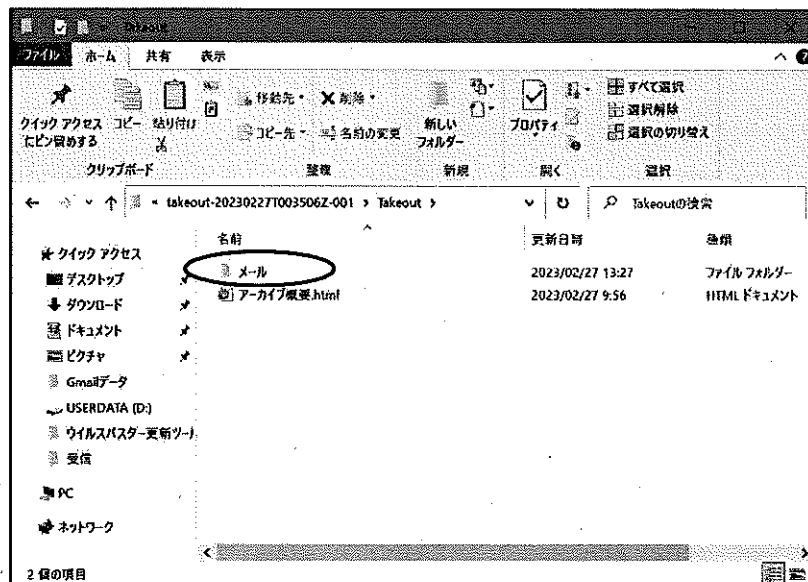 Takeout
ファイル ホーム 共有 表示
クイック アクセス
にピン留めする
コピー
貼り付け
移動先 削除
コピー先 名前の変更
新しい
フォルダー
プロパティ
すべて選択
選択解除
選択の切り替え
クリップボード 整理 新規 開く 選択
« takeout-20230227T003506Z-001 › Takeout › Takeoutの検索
名前 更新日時 種類
メール 2023/02/27 13:27 ファイル フォルダー
アーカイブ概要.html 2023/02/27 9:56 HTML ドキュメント
クイック アクセス
デスクトップ
ダウンロード
ドキュメント
ピクチャ
Gmailデータ
USERDATA (D:)
ウイルスバスター更新ツール
受信
PC
ネットワーク
2 個の項目